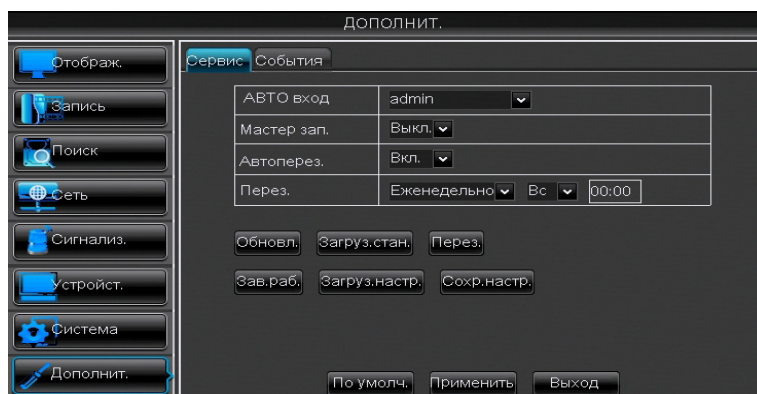 ДОПОЛНИТ.
Отображ.
Запись
Поиск
Сеть
Сигнализ.
Устройст.
Система
Дополнит.
Сервис События
АВТО вход admin
Мастер зап. Выкл.
Автоперез. Вкл.
Перез. Еженедельно Вс 00:00
Обновл. Загруз.стан. Перез.
Зав.раб. Загруз.настр. Сохр.настр.
По умолч. Применить Выход